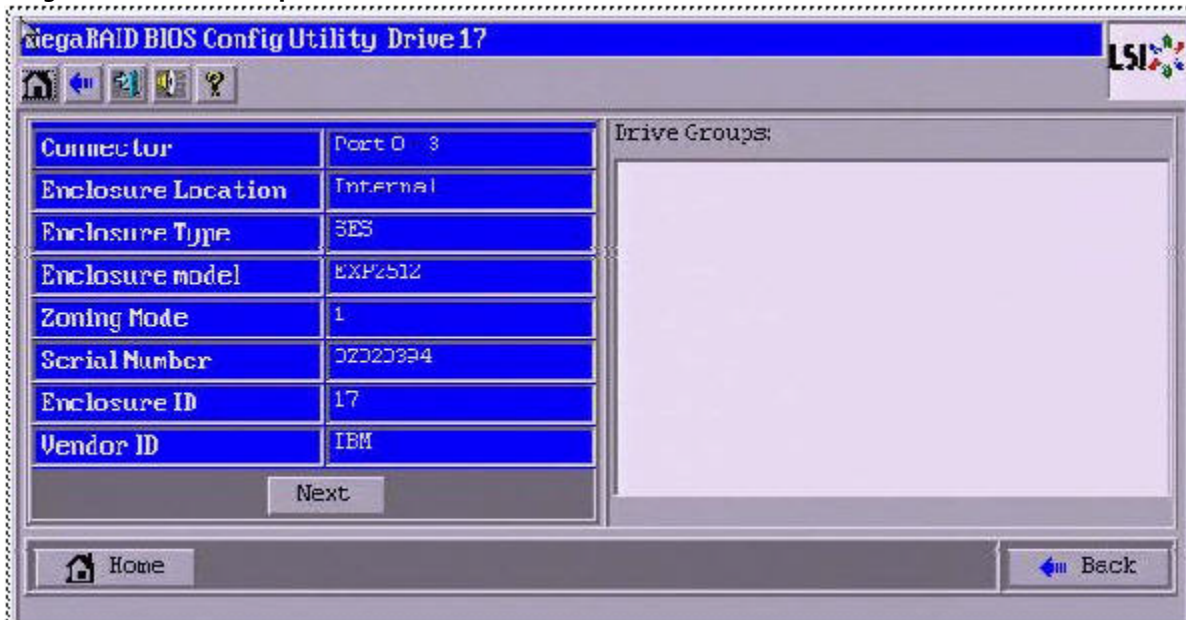 MegaRAID BIOS Config Utility Drive 17
LSI
Connector Port 0 - 3
Enclosure Location Internal
Enclosure Type SES
Enclosure model EXP2512
Zoning Mode 1
Serial Number
Enclosure ID 17
Vendor ID IBM
Next
Drive Groups:
Home
Back